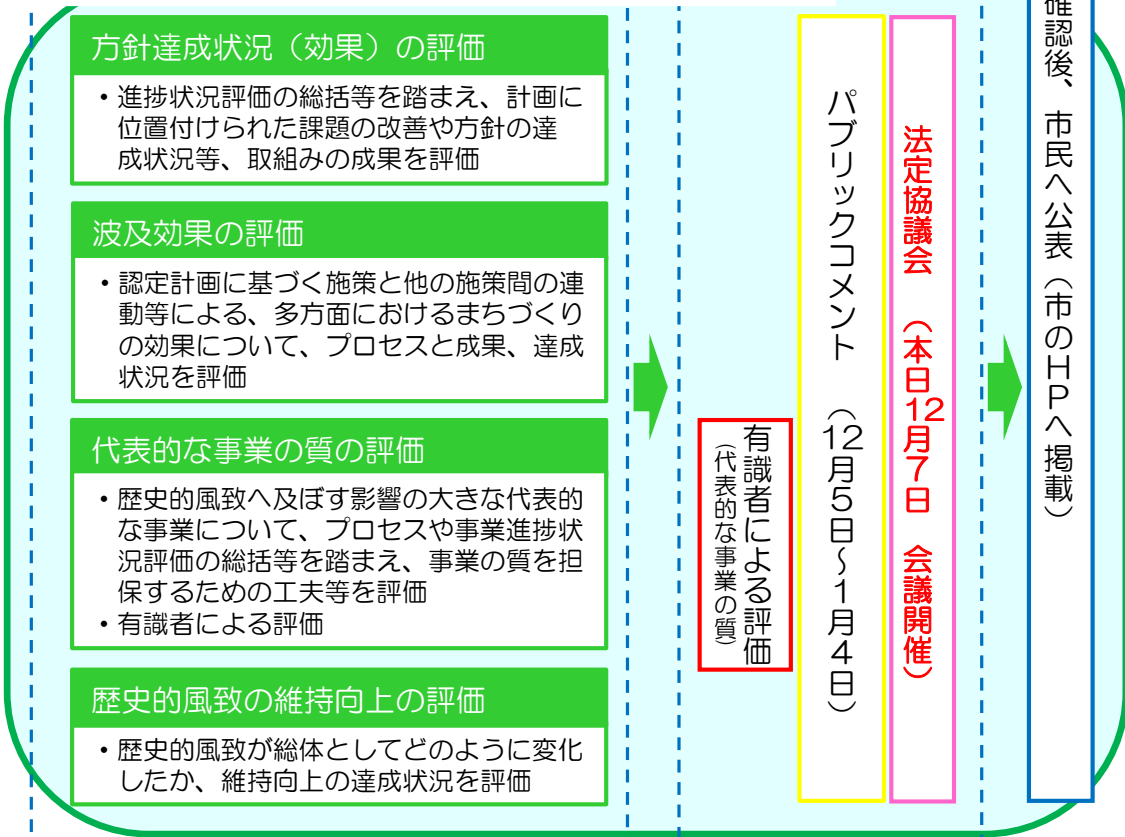 方針達成状況（効果）の評価
・進捗状況評価の総括等を踏まえ、計画に
位置付けられた課題の改善や方針の達
成状況等、取組みの成果を評価
波及効果の評価
・認定計画に基づく施策と他の施策間の連
動等による、多方面におけるまちづくり
の効果について、プロセスと成果、達成
状況を評価
代表的な事業の質の評価
・歴史的風致へ及ぼす影響の大きな代表的
な事業について、プロセスや事業進捗状
況評価の総括等を踏まえ、事業の質を担
保するための工夫等を評価
・有識者による評価
歴史的風致の維持向上の評価
・歴史的風致が総体としてどのように変化
したか、維持向上の達成状況を評価
有識者による評価
（代表的な事業の質）
パブリックコメント　（12月5日～1月4日）
法定協議会　（本日12月7日　会議開催）
確認後、市民へ公表（市のHPへ掲載）